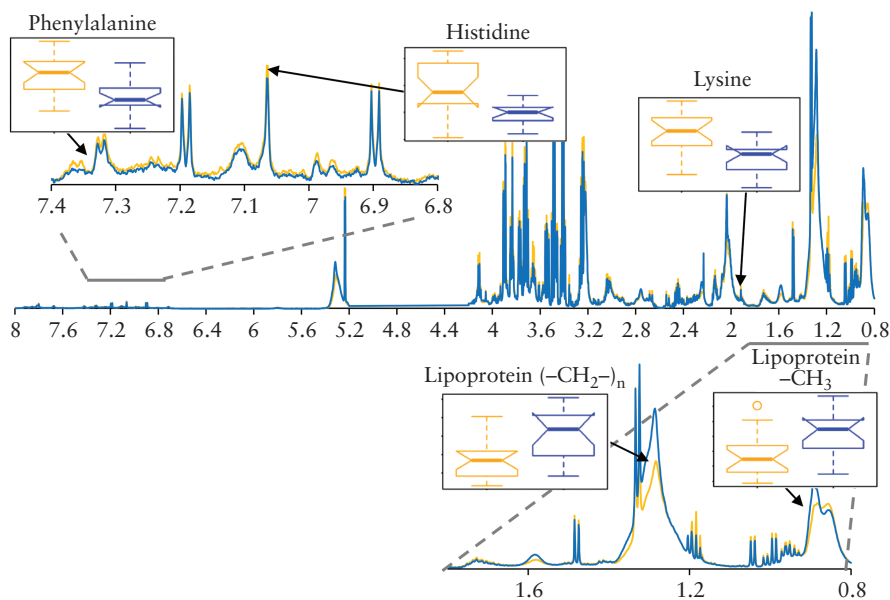 Phenylalanine
Histidine
Lysine
7.4 7.3 7.2 7.1 7 6.9 6.8
8 7.6 7.2 6.8 6.4 6 5.6 5.2 4.8 4.4 4 3.6 3.2 2.8 2.4 2 1.6 1.2 0.8
Lipoprotein (–CH2–)n
Lipoprotein
–CH3
1.6 1.2 0.8